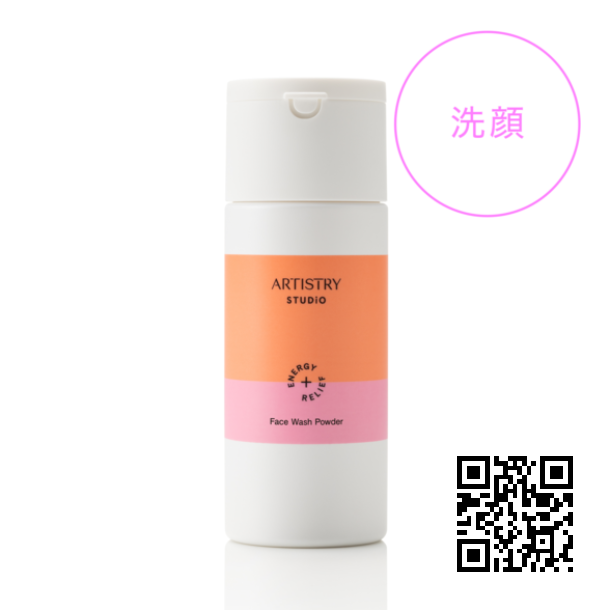 洗顔
ARTISTRY
STUDiO
ENERGY
+
RELIEF
Face Wash Powder